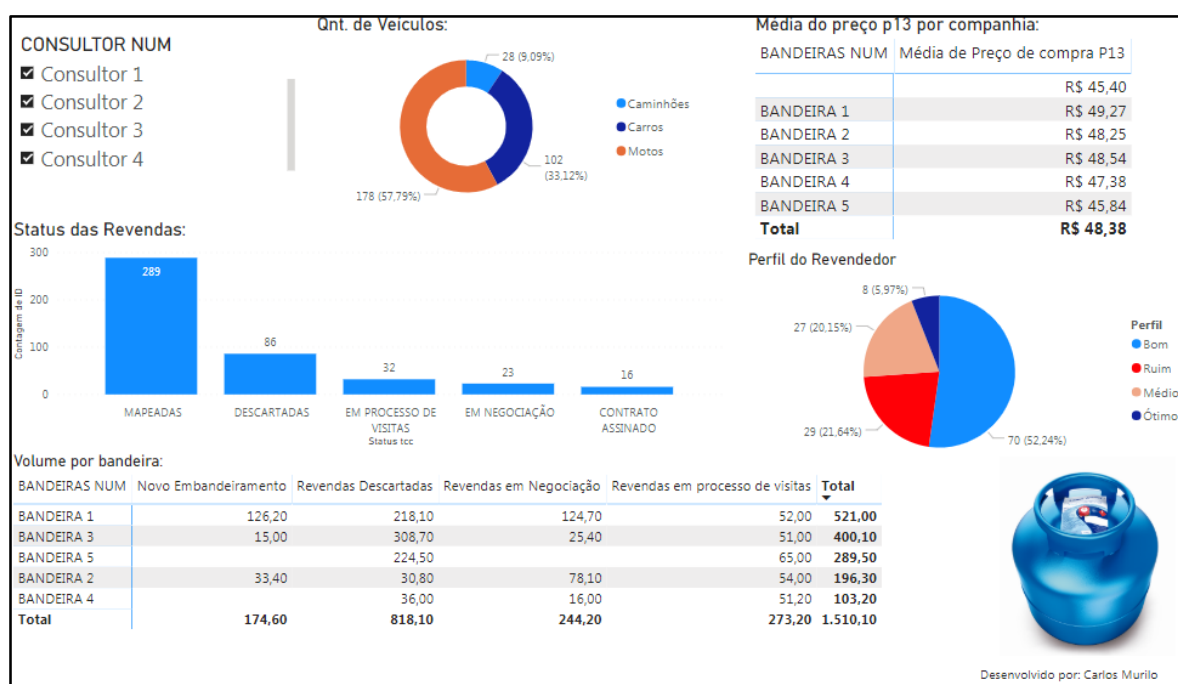 CONSULTOR NUM
Consultor 1
Consultor 2
Consultor 3
Consultor 4
Qnt. de Veículos:
28 (9,09%)
102
(33,12%)
178 (57,79%)
Caminhões
Carros
Motos
Média do preço p13 por companhia:
BANDEIRAS NUM Média de Preço de compra P13
R$ 45,40
BANDEIRA 1 R$ 49,27
BANDEIRA 2 R$ 48,25
BANDEIRA 3 R$ 48,54
BANDEIRA 4 R$ 47,38
BANDEIRA 5 R$ 45,84
Total R$ 48,38
Status das Revendas:
Contagem de ID
300
200
100
0
289
86
32
23
16
MAPEADAS
DESCARTADAS
EM PROCESSO DE
VISITAS
EM NEGOCIAÇÃO
CONTRATO
ASSINADO
Status tcc
Perfil do Revendedor
8 (5,97%)
27 (20,15%)
29 (21,64%)
70 (52,24%)
Perfil
Bom
Ruim
Médio
Ótimo
Volume por bandeira:
BANDEIRAS NUM Novo Embandeiramento Revendas Descartadas Revendas em Negociação Revendas em processo de visitas Total
BANDEIRA 1 126,20 218,10 124,70 52,00 521,00
BANDEIRA 3 15,00 308,70 25,40 51,00 400,10
BANDEIRA 5 224,50 65,00 289,50
BANDEIRA 2 33,40 30,80 78,10 54,00 196,30
BANDEIRA 4 36,00 16,00 51,20 103,20
Total 174,60 818,10 244,20 273,20 1.510,10
Desenvolvido por: Carlos Murilo